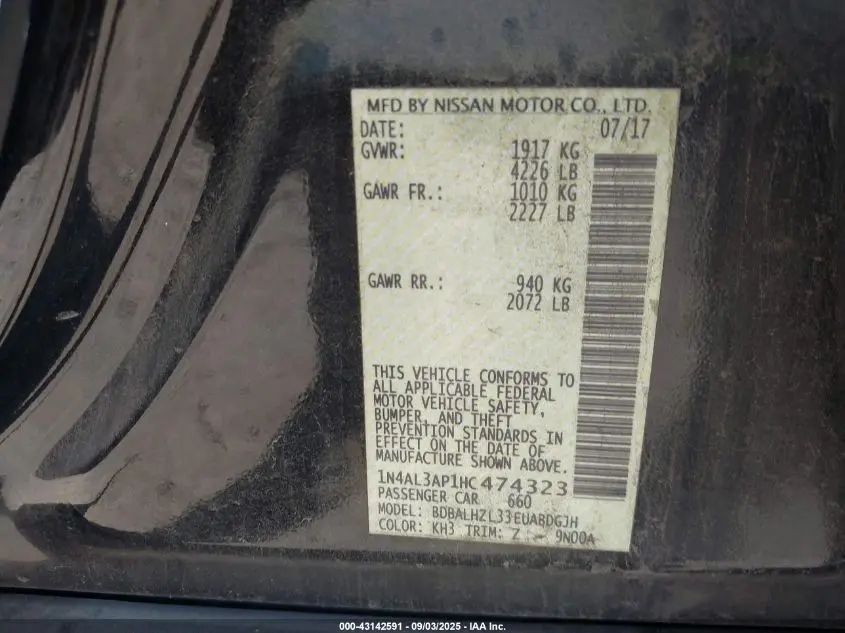 MFD BY NISSAN MOTOR CO., LTD.
DATE: 07/17
GVWR: 1917 KG
4226 LB
GAWR FR.: 1010 KG
2227 LB
GAWR RR.: 940 KG
2072 LB
THIS VEHICLE CONFORMS TO
ALL APPLICABLE FEDERAL
MOTOR VEHICLE SAFETY,
BUMPER, AND THEFT
PREVENTION STANDARDS IN
EFFECT ON THE DATE OF
MANUFACTURE SHOWN ABOVE.
1N4AL3AP1HC474323
PASSENGER CAR 660
MODEL: BDBALHZL33EUABDGJH
COLOR: KH3 TRIM: Z - 9N00A
000-43142591 - 09/03/2025 - IAA Inc.